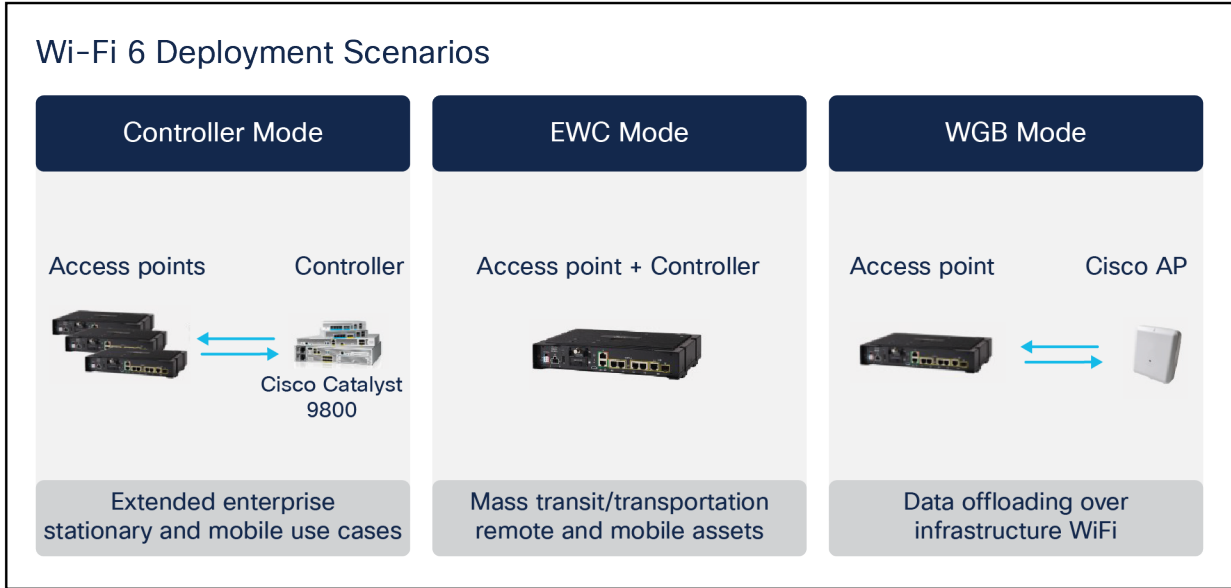 Wi-Fi 6 Deployment Scenarios
Controller Mode
Access points
Controller
Cisco Catalyst
9800
Extended enterprise
stationary and mobile use cases
EWC Mode
Access point + Controller
Mass transit/transportation
remote and mobile assets
WGB Mode
Access point
Cisco AP
Data offloading over
infrastructure WiFi